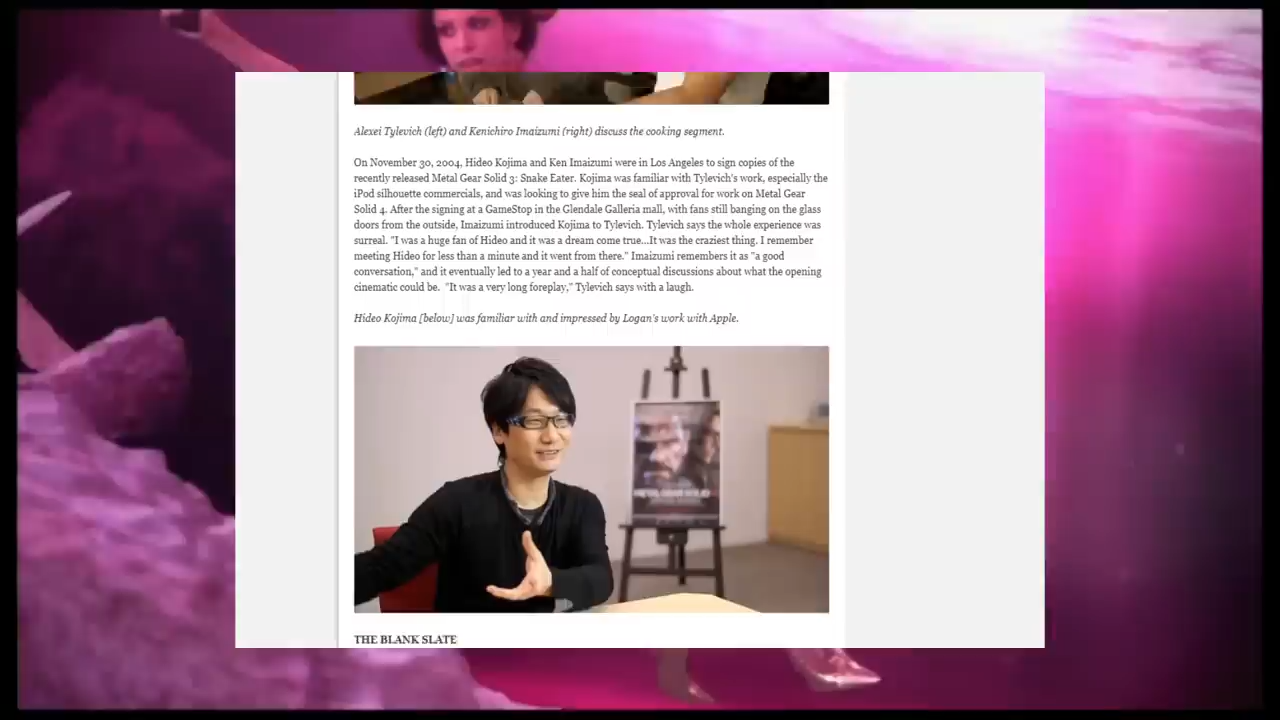 Alexei Tylevich (left) and Kenichiro Imaizumi (right) discuss the cooking segment.
On November 30, 2004, Hideo Kojima and Ken Imaizumi were in Los Angeles to sign copies of the
recently released Metal Gear Solid 3: Snake Eater. Kojima was familiar with Tylevich's work, especially the
iPod silhouette commercials, and was looking to give him the seal of approval for work on Metal Gear
Solid 4. After the signing at a GameStop in the Glendale Galleria mall, with fans still banging on the glass
doors from the outside, Imaizumi introduced Kojima to Tylevich. Tylevich says the whole experience was
surreal. "I was a huge fan of Hideo and it was a dream come true...It was the craziest thing. I remember
meeting Hideo for less than a minute and it went from there." Imaizumi remembers it as "a good
conversation," and it eventually led to a year and a half of conceptual discussions about what the opening
cinematic could be. "It was a very long foreplay," Tylevich says with a laugh.
Hideo Kojima [below] was familiar with and impressed by Logan's work with Apple.
METAL GEAR SOLID
THE BLANK SLATE